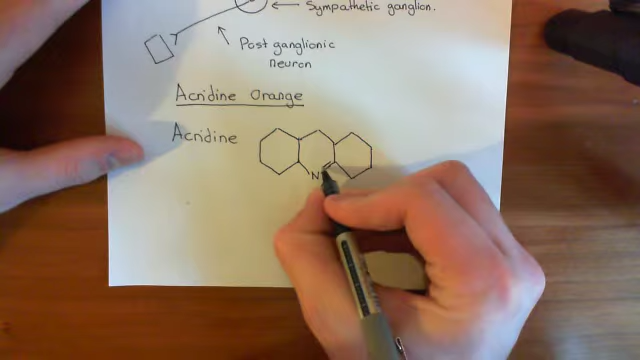 Sympathetic ganglion.
Post ganglionic
neuron
Acridine Orange
Acridine
N